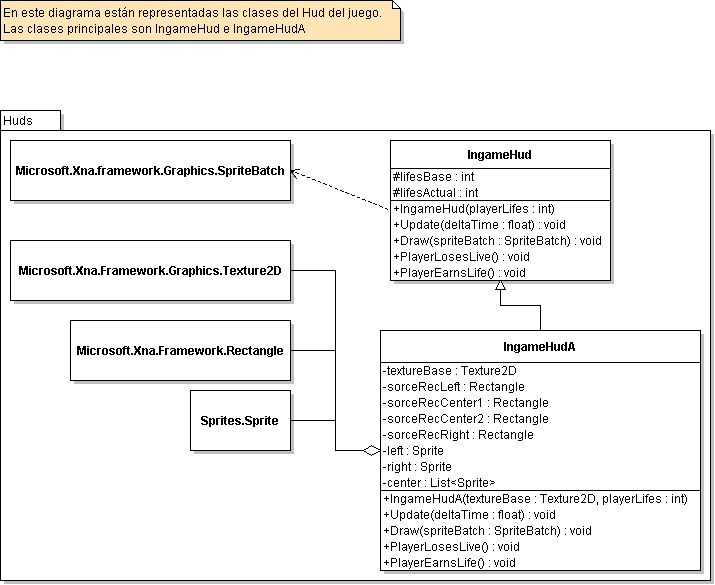 En este diagrama están representadas las clases del Hud del juego.
Las clases principales son IngameHud e IngameHudA
Huds
Microsoft.Xna.framework.Graphics.SpriteBatch
IngameHud
#lifesBase : int
#lifesActual : int
+IngameHud(playerLifes : int)
+Update(deltaTime : float) : void
+Draw(spriteBatch : SpriteBatch) : void
+PlayerLosesLive() : void
+PlayerEarnsLife() : void
Microsoft.Xna.Framework.Graphics.Texture2D
Microsoft.Xna.Framework.Rectangle
Sprites.Sprite
IngameHudA
-textureBase : Texture2D
-sorceRecLeft : Rectangle
-sorceRecCenter1 : Rectangle
-sorceRecCenter2 : Rectangle
-sorceRecRight : Rectangle
-left : Sprite
-right : Sprite
-center : List<Sprite>
+IngameHudA(textureBase : Texture2D, playerLifes : int)
+Update(deltaTime : float) : void
+Draw(spriteBatch : SpriteBatch) : void
+PlayerLosesLive() : void
+PlayerEarnsLife() : void